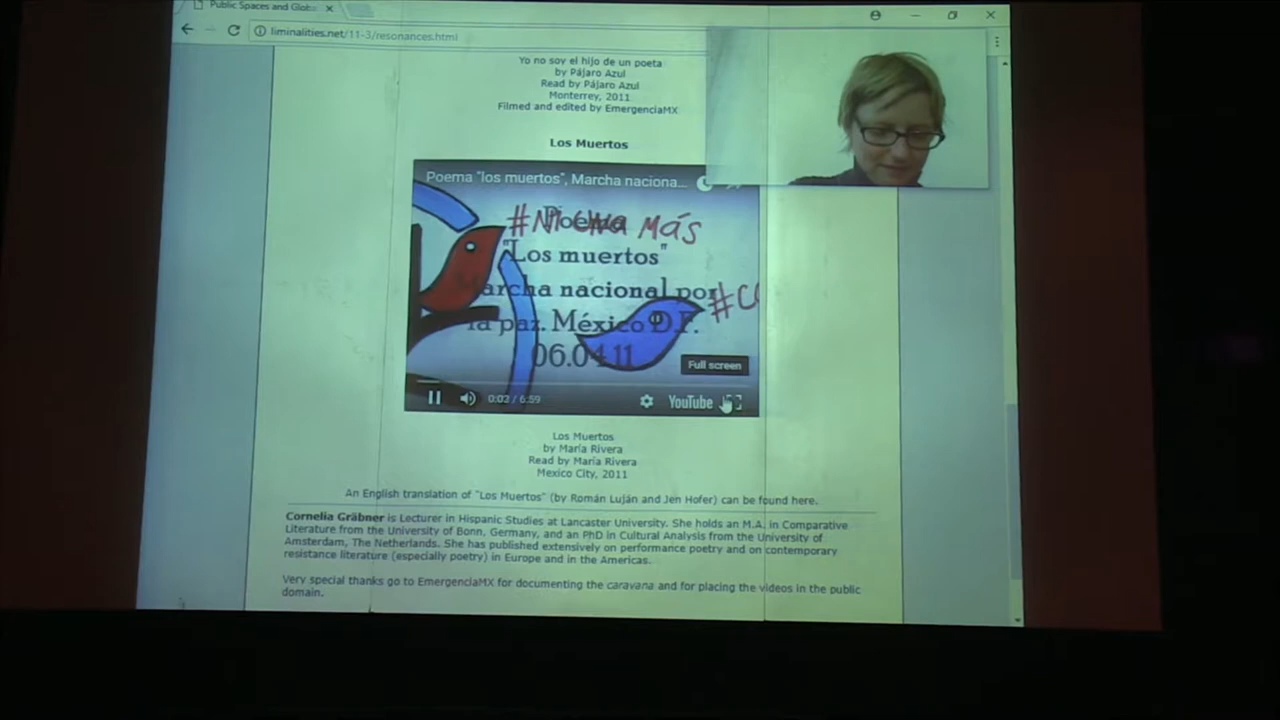 Public Spaces and Glob
liminalities.net/11-3/resonances.html
Yo no soy el hijo de un poeta
by Pájaro Azul
Read by Pájaro Azul
Monterrey, 2011
Filmed and edited by EmergenciaMX
Los Muertos
Poema "los muertos", Marcha naciona...
#NI UNA MÁS
Poema
"Los muertos"
Marcha nacional por
#CO
la paz. México D.F.
06.04.11
Full screen
0:02 / 6:59
YouTube
Los Muertos
by María Rivera
Read by María Rivera
Mexico City, 2011
An English translation of "Los Muertos" (by Román Luján and Jen Hofer) can be found here.
Cornelia Gräbner is Lecturer in Hispanic Studies at Lancaster University. She holds an M.A. in Comparative
Literature from the University of Bonn, Germany, and an PhD in Cultural Analysis from the University of
Amsterdam, The Netherlands. She has published extensively on performance poetry and on contemporary
resistance literature (especially poetry) in Europe and in the Americas.
Very special thanks go to EmergenciaMX for documenting the caravana and for placing the videos in the public
domain.